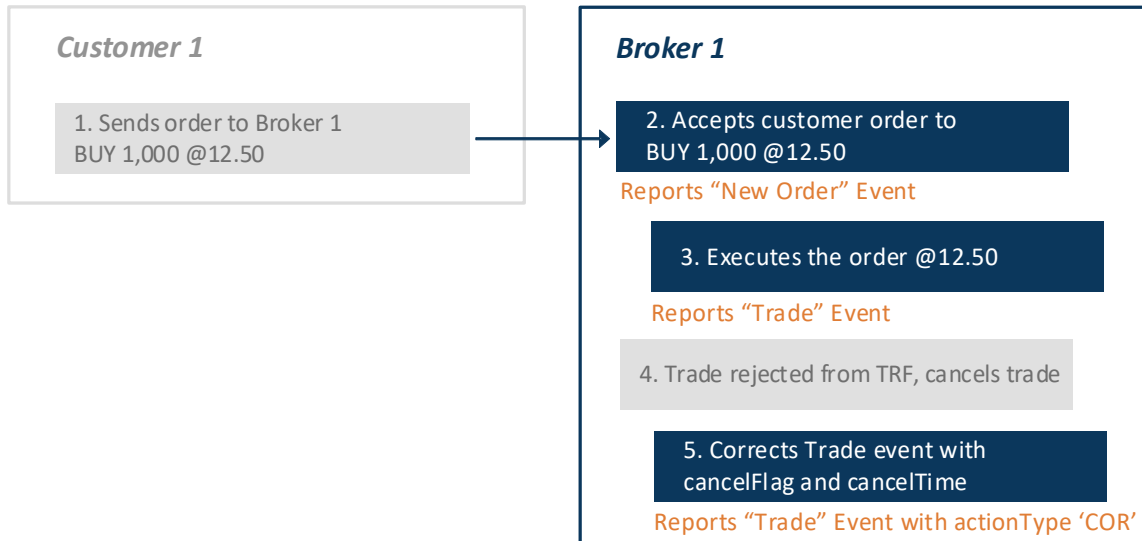 Customer 1
1. Sends order to Broker 1
BUY 1,000 @12.50
Broker 1
2. Accepts customer order to
BUY 1,000 @12.50
Reports “New Order” Event
3. Executes the order @12.50
Reports “Trade” Event
4. Trade rejected from TRF, cancels trade
5. Corrects Trade event with
cancelFlag and cancelTime
Reports “Trade” Event with actionType ‘COR’